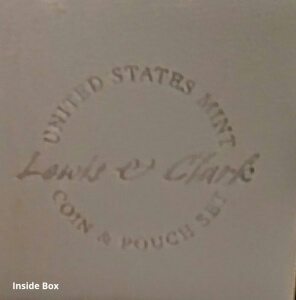 UNITED STATES MINT
Lewis & Clark
COIN & POUCH SET
Inside Box